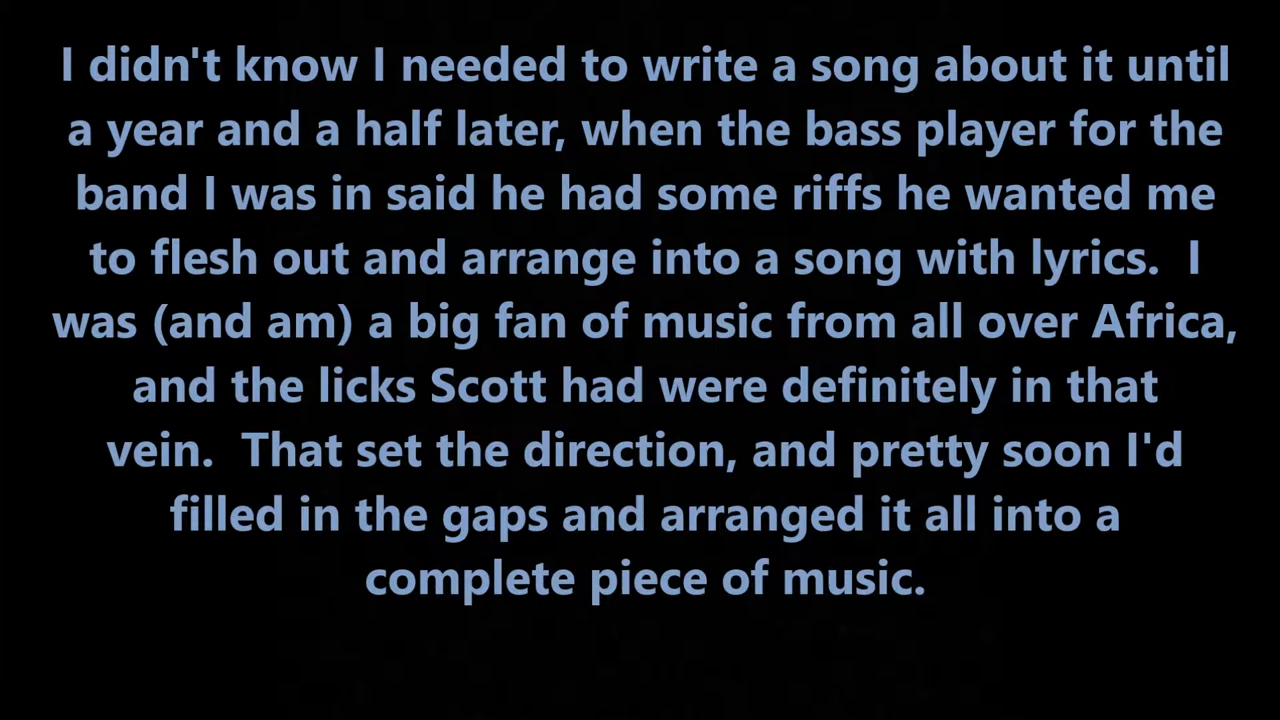 I didn't know I needed to write a song about it until
a year and a half later, when the bass player for the
band I was in said he had some riffs he wanted me
to flesh out and arrange into a song with lyrics.  I
was (and am) a big fan of music from all over Africa,
and the licks Scott had were definitely in that
vein.  That set the direction, and pretty soon I'd
filled in the gaps and arranged it all into a
complete piece of music.